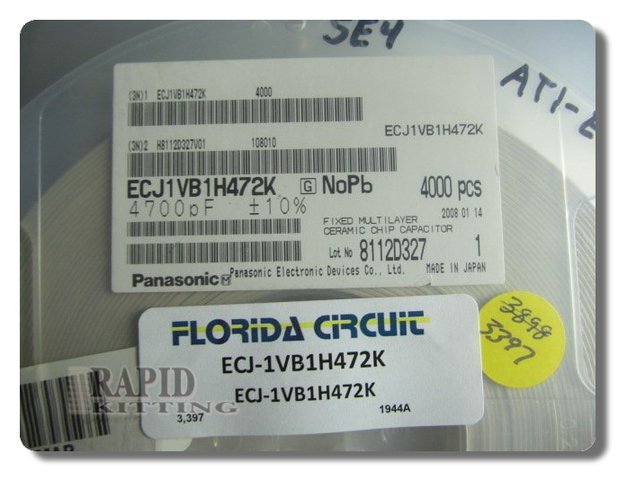 SE4
ATI-
(3N)1 ECJ1VB1H472K 4000
ECJ1VB1H472K
(3N)2 H8112D327V01 108010
ECJ1VB1H472K G NoPb 4000 pcs
4700pF ±10% 2008 01 14
FIXED MULTILAYER
CERAMIC CHIP CAPACITOR
Lot No 8112D327 1
Panasonic M Panasonic Electronic Devices Co., Ltd. MADE IN JAPAN
FLORIDA CIRCUIT
ECJ-1VB1H472K
ECJ-1VB1H472K
3,397 1944A
3898
3397
RAPID
KITTING